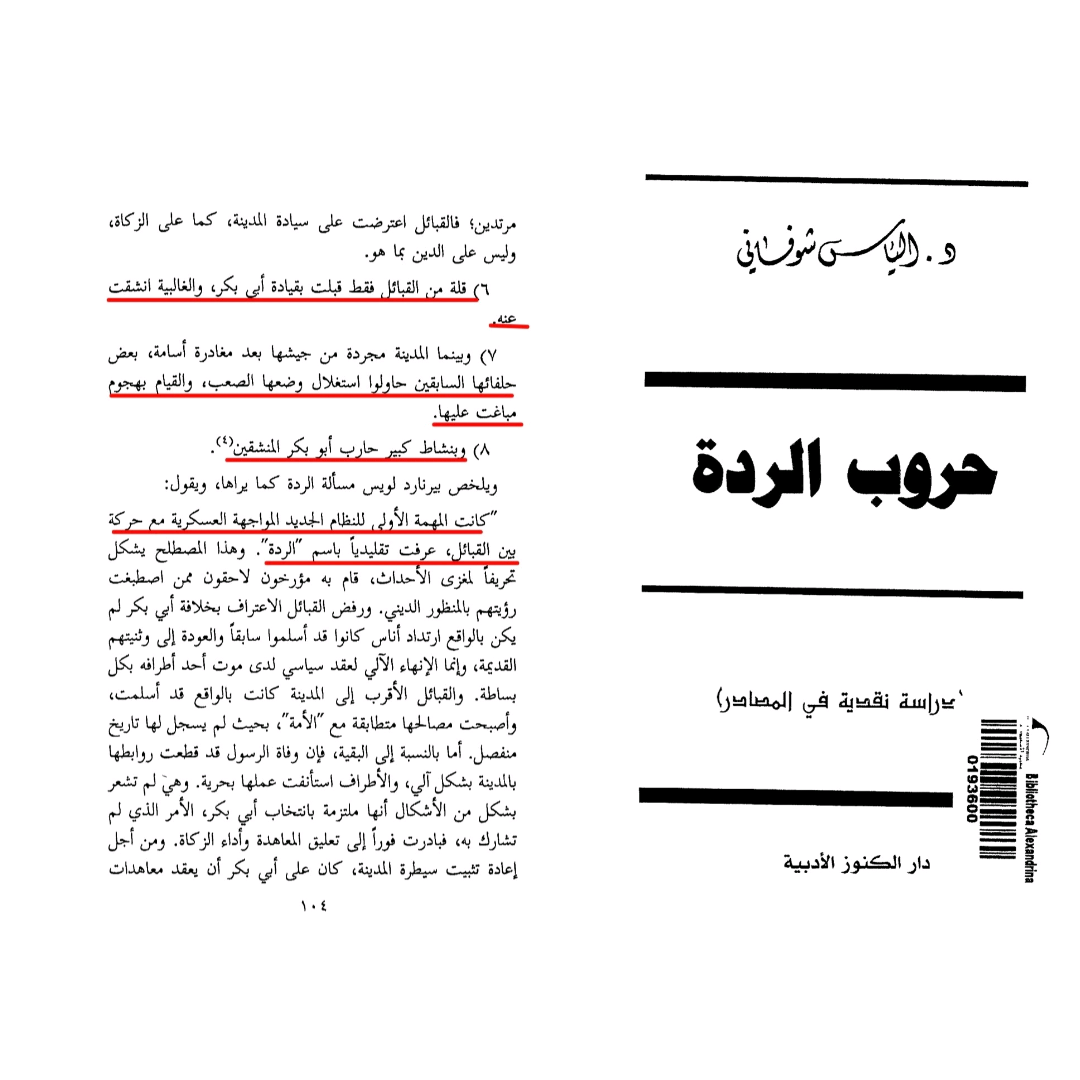 د. الياس شوفاني
حروب الردة
دراسة نقدية في المصادر)
دار الكنوز الأدبية
Bibliotheca Alexandrina
0193600
مرتدين؛ فالقبائل اعترضت على سيادة المدينة، كما على الزكاة،
وليس على الدين بما هو.
٦) قلة من القبائل فقط قبلت بقيادة أبي بكر، والغالبية انشقت
عنه.
٧) وبينما المدينة مجردة من جيشها بعد مغادرة أسامة، بعض
حلفائها السابقين حاولوا استغلال وضعها الصعب، والقيام بهجوم
مباغت عليها.
٨) وبنشاط كبير حارب أبو بكر المنشقين(٤).
ويلخص بيرنارد لويس مسألة الردة كما يراها، ويقول:
"كانت المهمة الأولى للنظام الجديد المواجهة العسكرية مع حركة
بين القبائل، عرفت تقليدياً باسم "الردة". وهذا المصطلح يشكل
تحريفاً لمغزى الأحداث، قام به مؤرخون لاحقون ممن اصطبغت
رؤيتهم بالمنظور الديني. ورفض القبائل الاعتراف بخلافة أبي بكر لم
يكن بالواقع ارتداد أناس كانوا قد أسلموا سابقاً والعودة إلى وثنيتهم
القديمة، وإنما الإنهاء الآلي لعقد سياسي لدى موت أحد أطرافه بكل
بساطة. والقبائل الأقرب إلى المدينة كانت بالواقع قد أسلمت،
وأصبحت مصالحها متطابقة مع "الأمة"، بحيث لم يسجل لها تاريخ
منفصل. أما بالنسبة إلى البقية، فإن وفاة الرسول قد قطعت روابطها
بالمدينة بشكل آلي، والأطراف استأنفت عملها بحرية. وهي لم تشعر
بشكل من الأشكال أنها ملتزمة بانتخاب أبي بكر، الأمر الذي لم
تشارك به، فبادرت فوراً إلى تعليق المعاهدة وأداء الزكاة. ومن أجل
إعادة تثبيت سيطرة المدينة، كان على أبي بكر أن يعقد معاهدات
١٠٤